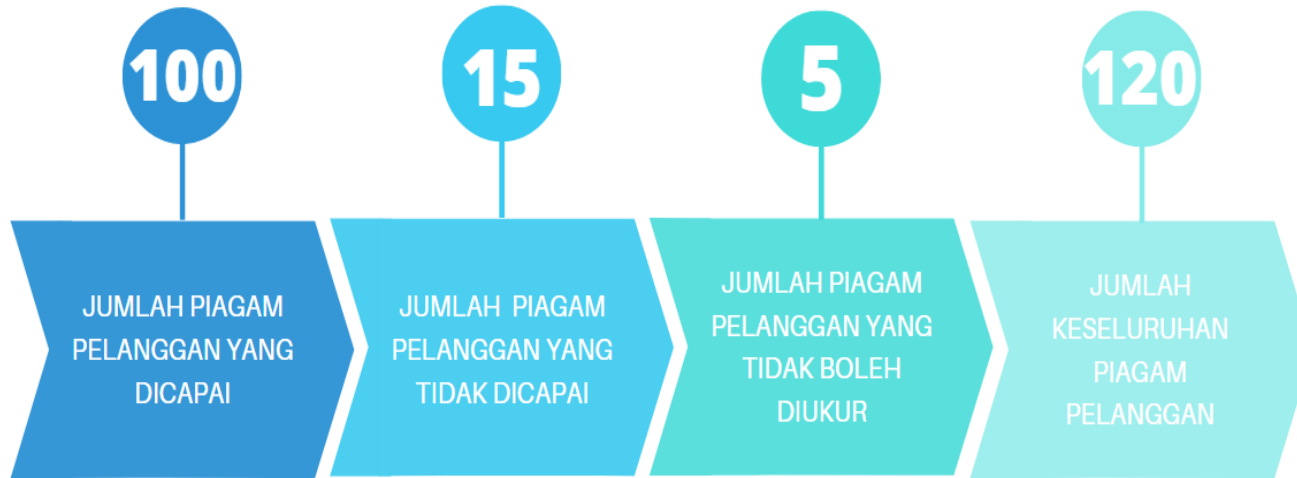 100
15
5
120
JUMLAH PIAGAM
PELANGGAN YANG
DICAPAI
JUMLAH PIAGAM
PELANGGAN YANG
TIDAK DICAPAI
JUMLAH PIAGAM
PELANGGAN YANG
TIDAK BOLEH
DIUKUR
JUMLAH
KESELURUHAN
PIAGAM
PELANGGAN